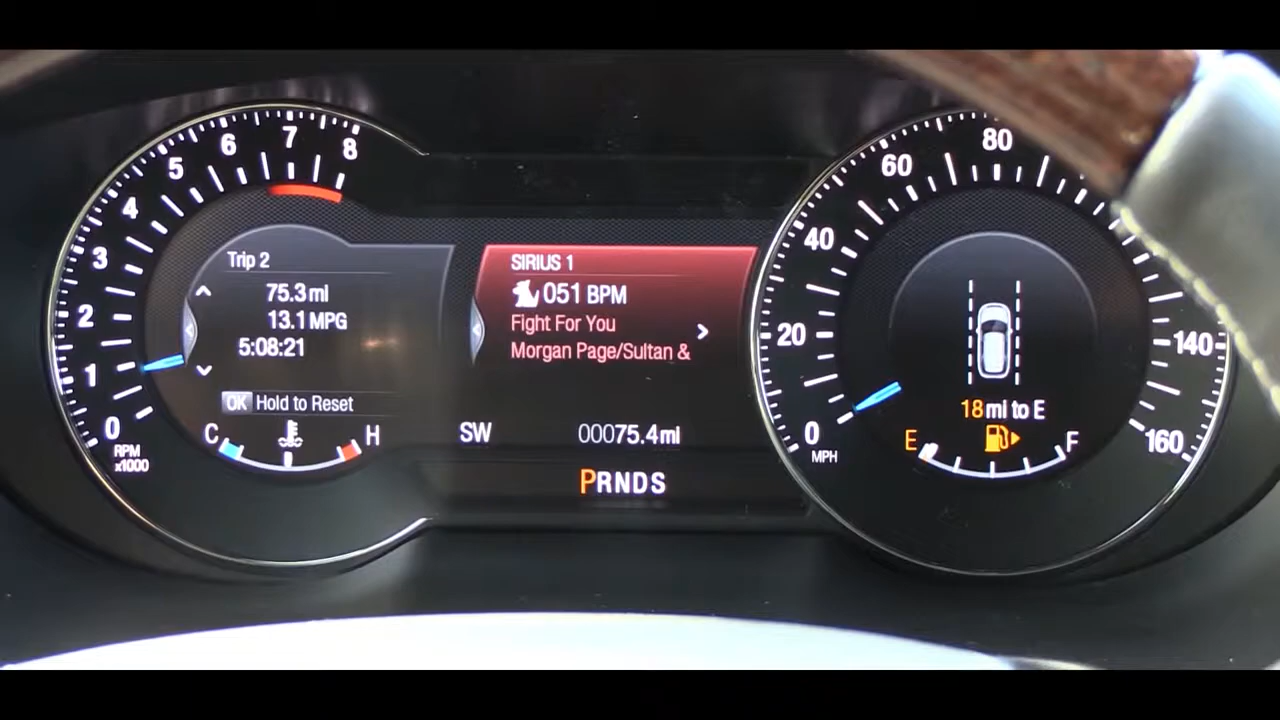 8
7
6
5
4
3
2
1
0
RPM
x1000
Trip 2
75.3 mi
13.1 MPG
5:08:21
OK Hold to Reset
C H
SIRIUS 1
051 BPM
Fight For You
Morgan Page/Sultan &
SW 00075.4 mi
PRNDS
0
20
40
60
80
140
160
MPH
18 mi to E
E F